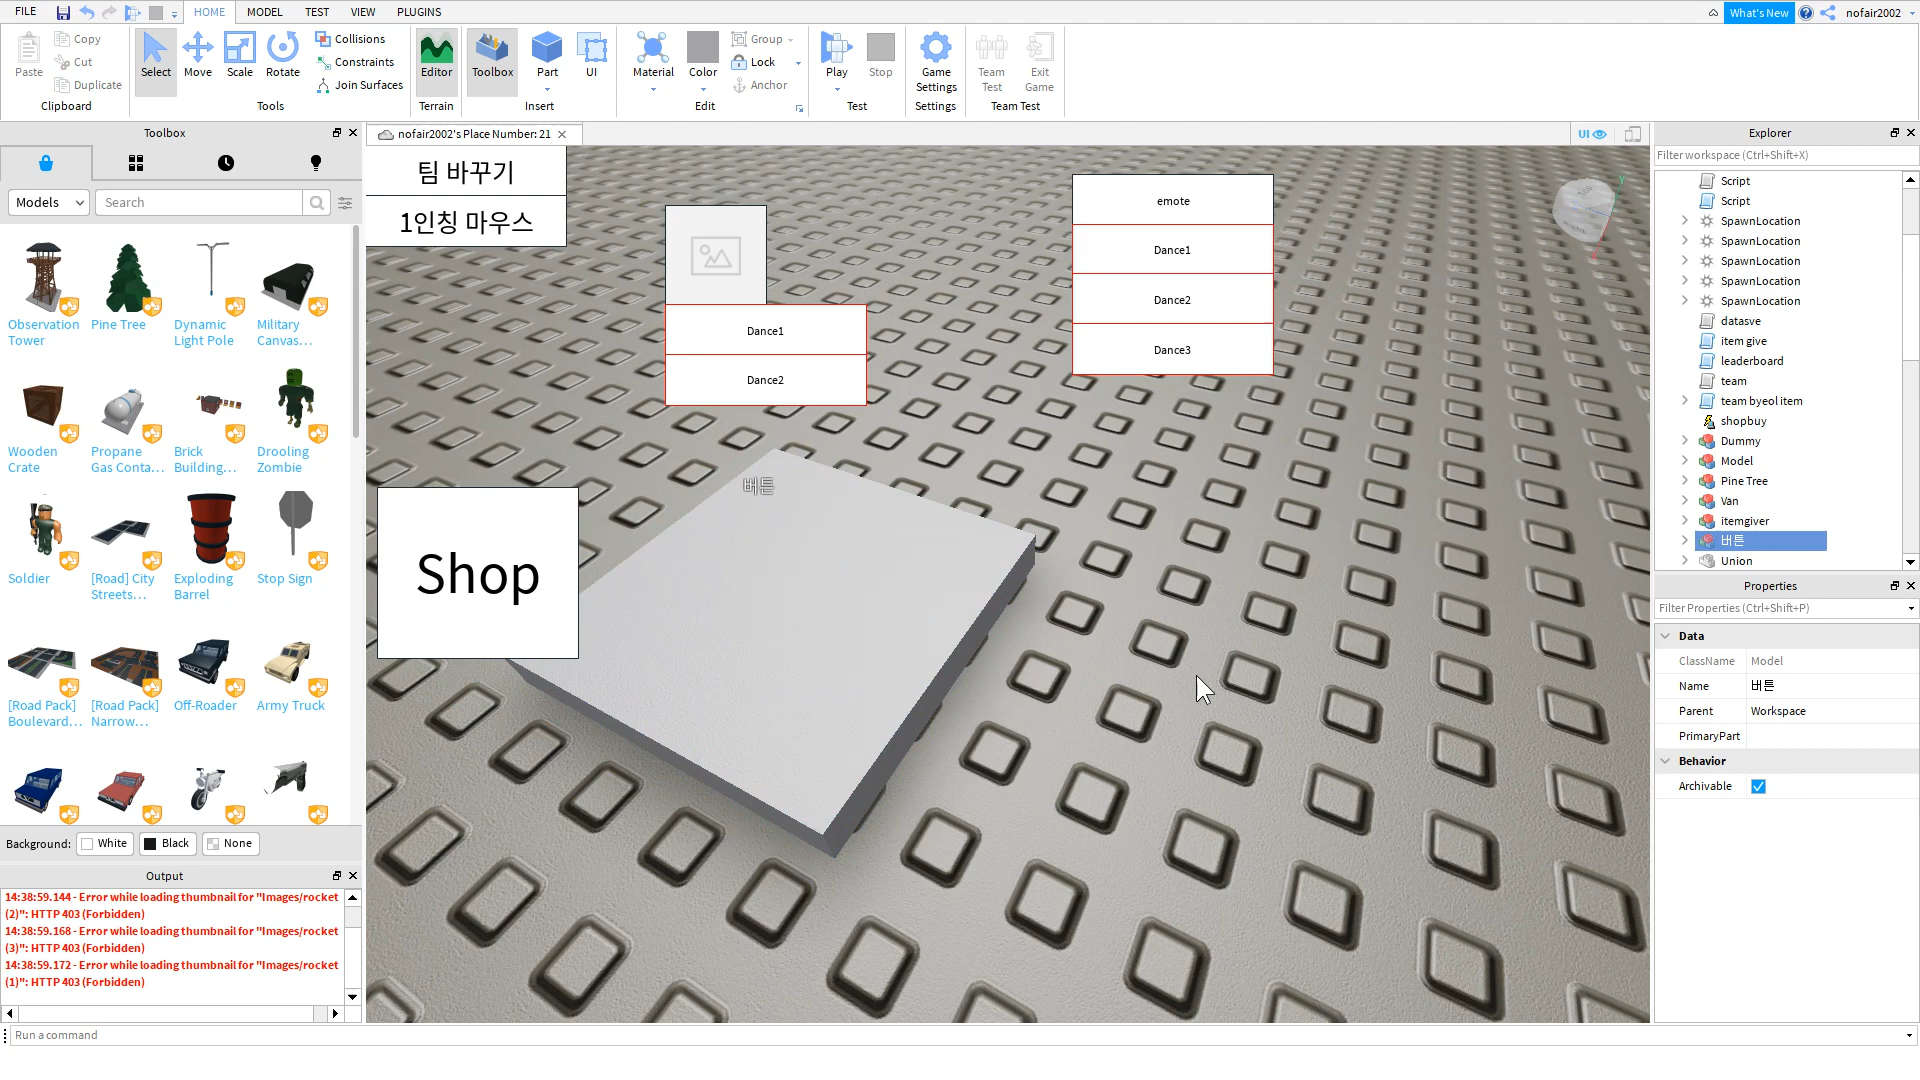 FILE HOME MODEL TEST VIEW PLUGINS What's New nofair2002
Paste Copy Cut Duplicate Clipboard
Select Move Scale Rotate Collisions Constraints Join Surfaces Tools
Editor Terrain
Toolbox Part UI Insert
Material Color Group Lock Anchor Edit
Play Stop Test
Game Settings Settings
Team Test Exit Game Team Test
Toolbox
Models Search
Observation Tower
Pine Tree
Dynamic Light Pole
Military Canvas...
Wooden Crate
Propane Gas Conta...
Brick Building...
Drooling Zombie
Soldier
[Road] City Streets...
Exploding Barrel
Stop Sign
[Road Pack] Boulevard...
[Road Pack] Narrow...
Off-Roader
Army Truck
Background: White Black None
Output
14:38:59.144 - Error while loading thumbnail for "Images/rocket
(2)": HTTP 403 (Forbidden)
14:38:59.168 - Error while loading thumbnail for "Images/rocket
(3)": HTTP 403 (Forbidden)
14:38:59.172 - Error while loading thumbnail for "Images/rocket
(1)": HTTP 403 (Forbidden)
Run a command
nofair2002's Place Number: 21
UI
팀 바꾸기
1인칭 마우스
Dance1
Dance2
emote
Dance1
Dance2
Dance3
버튼
Shop
Explorer
Filter workspace (Ctrl+Shift+X)
Script
Script
SpawnLocation
SpawnLocation
SpawnLocation
SpawnLocation
SpawnLocation
datasve
item give
leaderboard
team
team byeol item
shopbuy
Dummy
Model
Pine Tree
Van
itemgiver
버튼
Union
Properties
Filter Properties (Ctrl+Shift+P)
Data
ClassName Model
Name 버튼
Parent Workspace
PrimaryPart
Behavior
Archivable